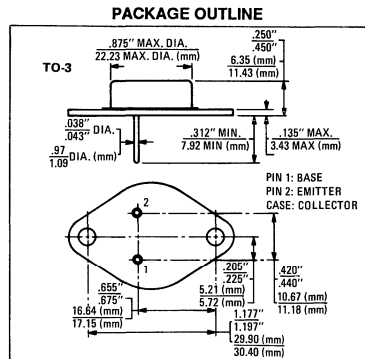 PACKAGE OUTLINE
.875" MAX. DIA.
22.23 MAX. DIA. (mm)
.250"
.450"
6.35 (mm)
11.43 (mm)
TO-3
.038"
.043" DIA.
.97
1.09 DIA. (mm)
.312" MIN.
7.92 MIN (mm)
.135" MAX.
3.43 MAX (mm)
PIN 1: BASE
PIN 2: EMITTER
CASE: COLLECTOR
2
1
.655"
.675"
16.64 (mm)
17.15 (mm)
.205"
.225"
5.21 (mm)
5.72 (mm)
.420"
.440"
10.67 (mm)
11.18 (mm)
1.177"
1.197"
29.90 (mm)
30.40 (mm)